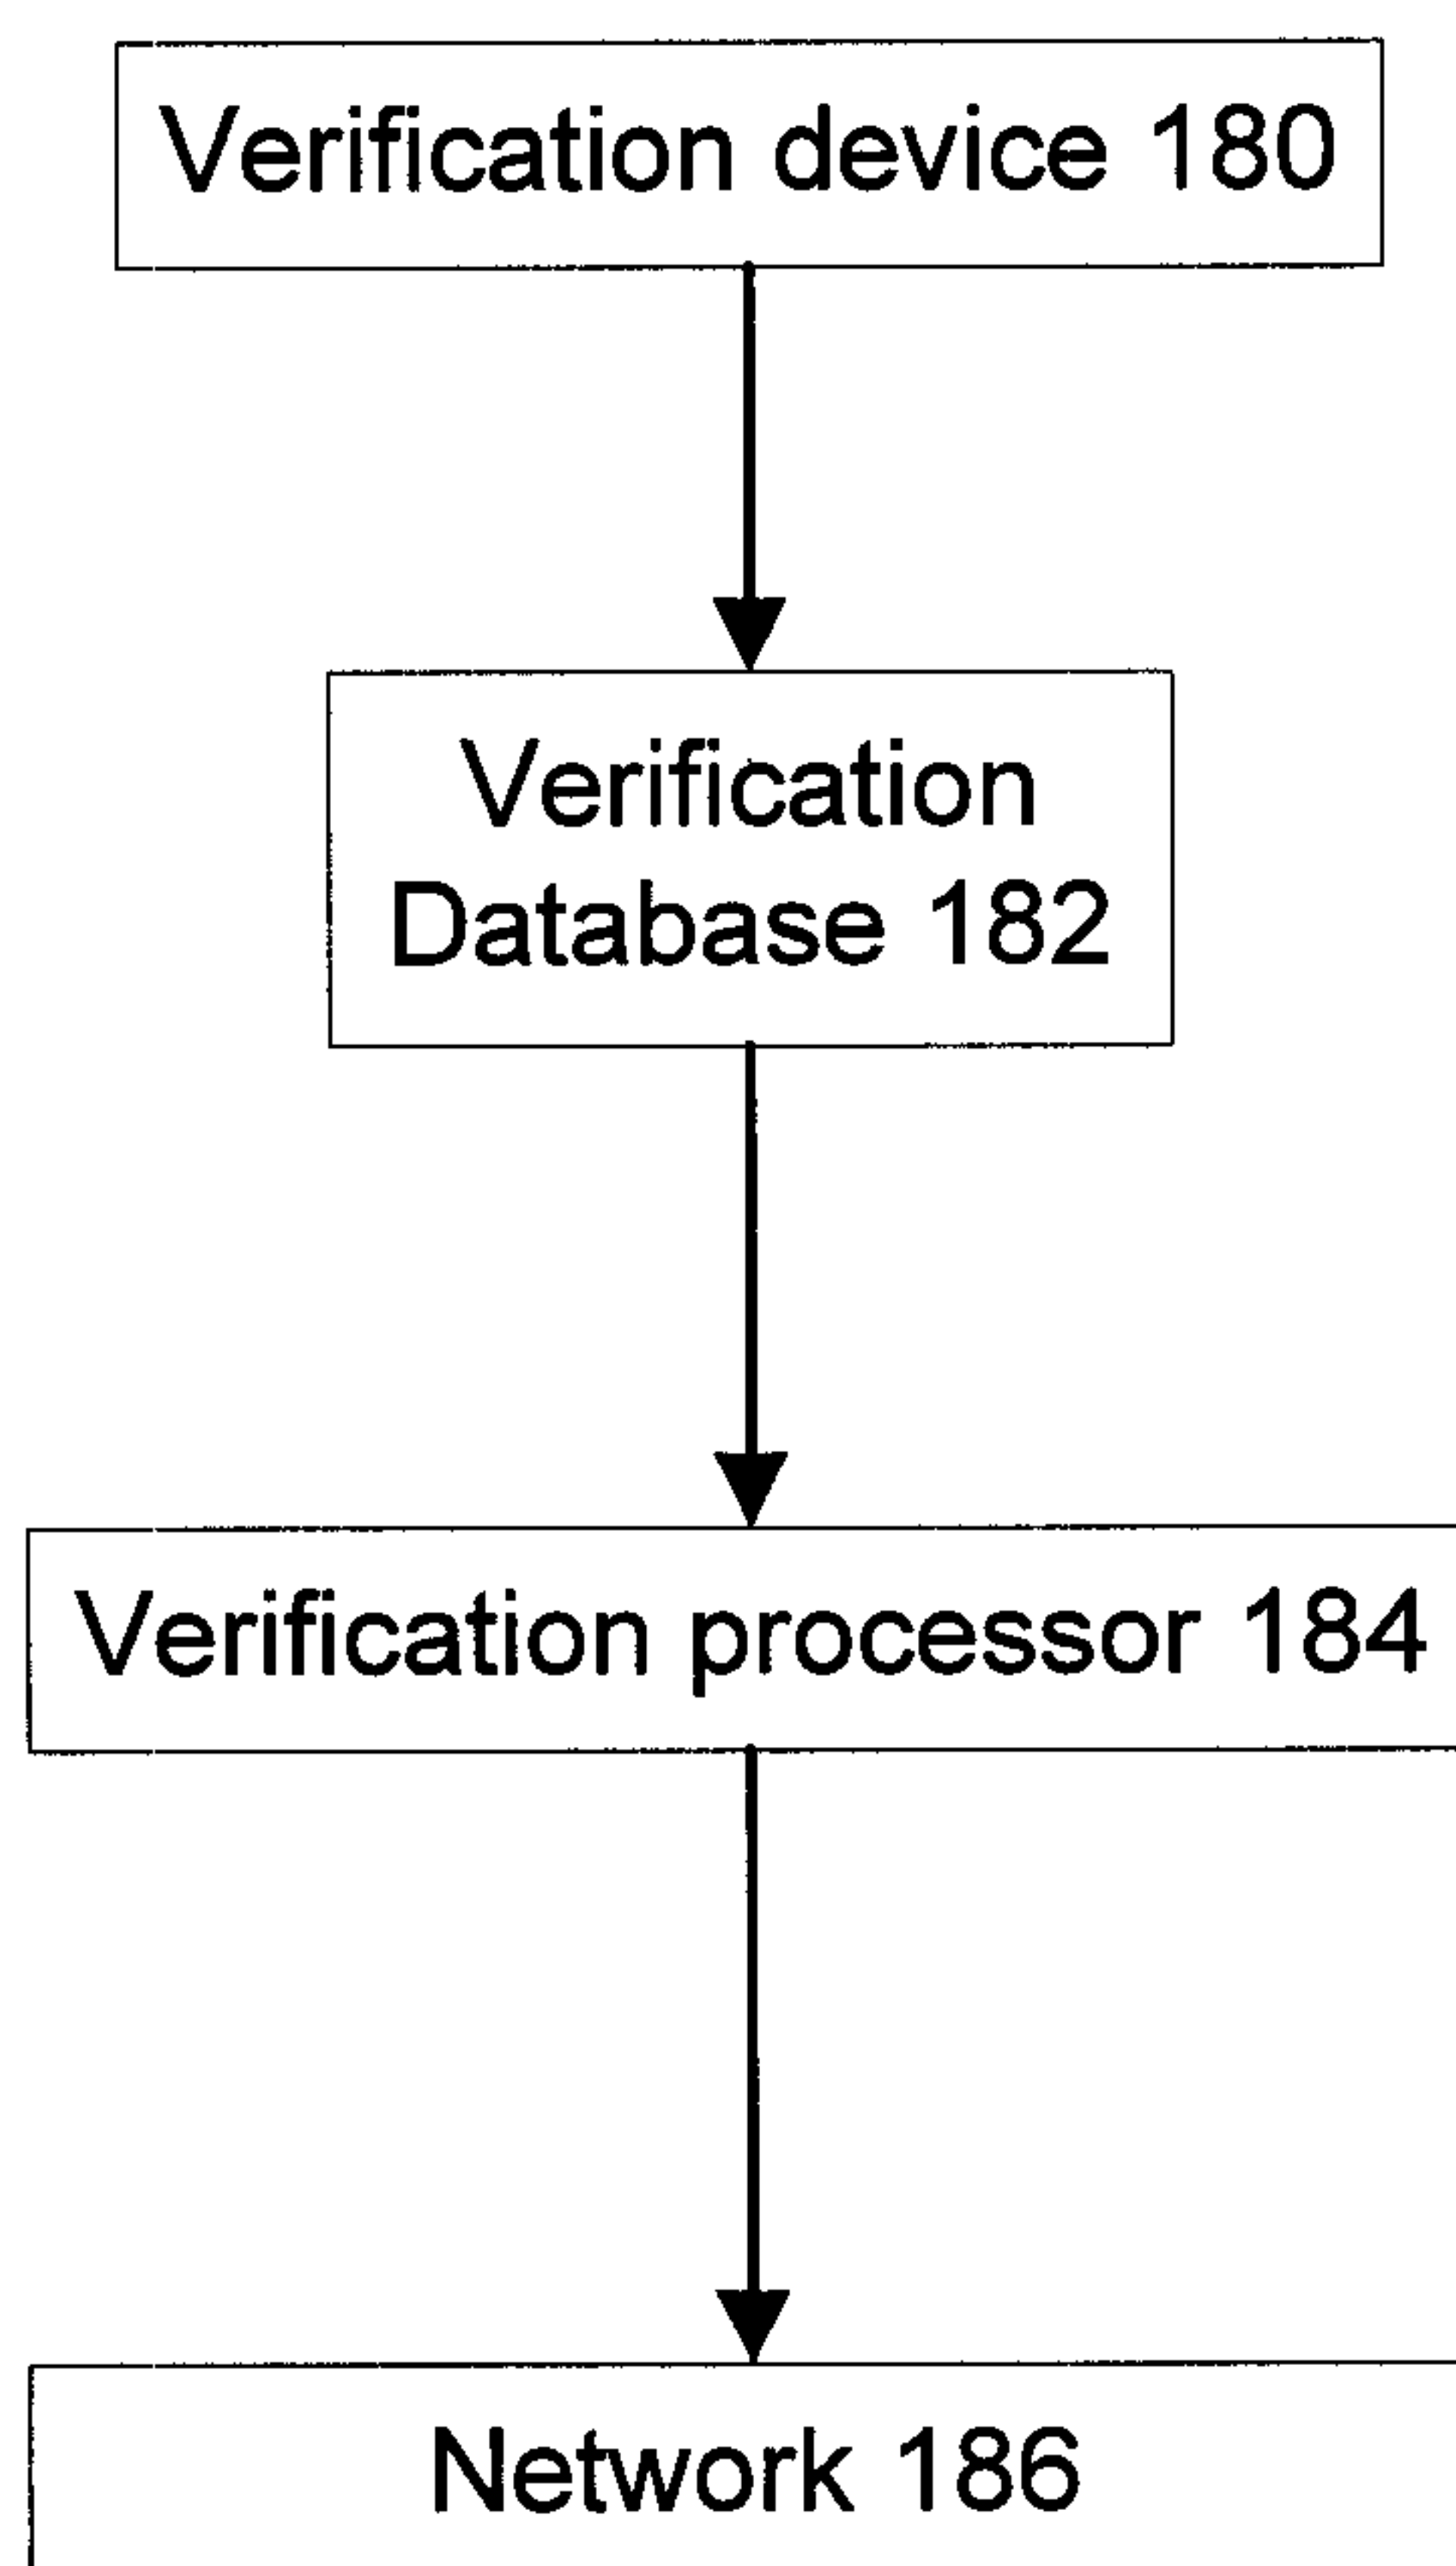 Verification device 180
Verification
Database 182
Verification processor 184
Network 186